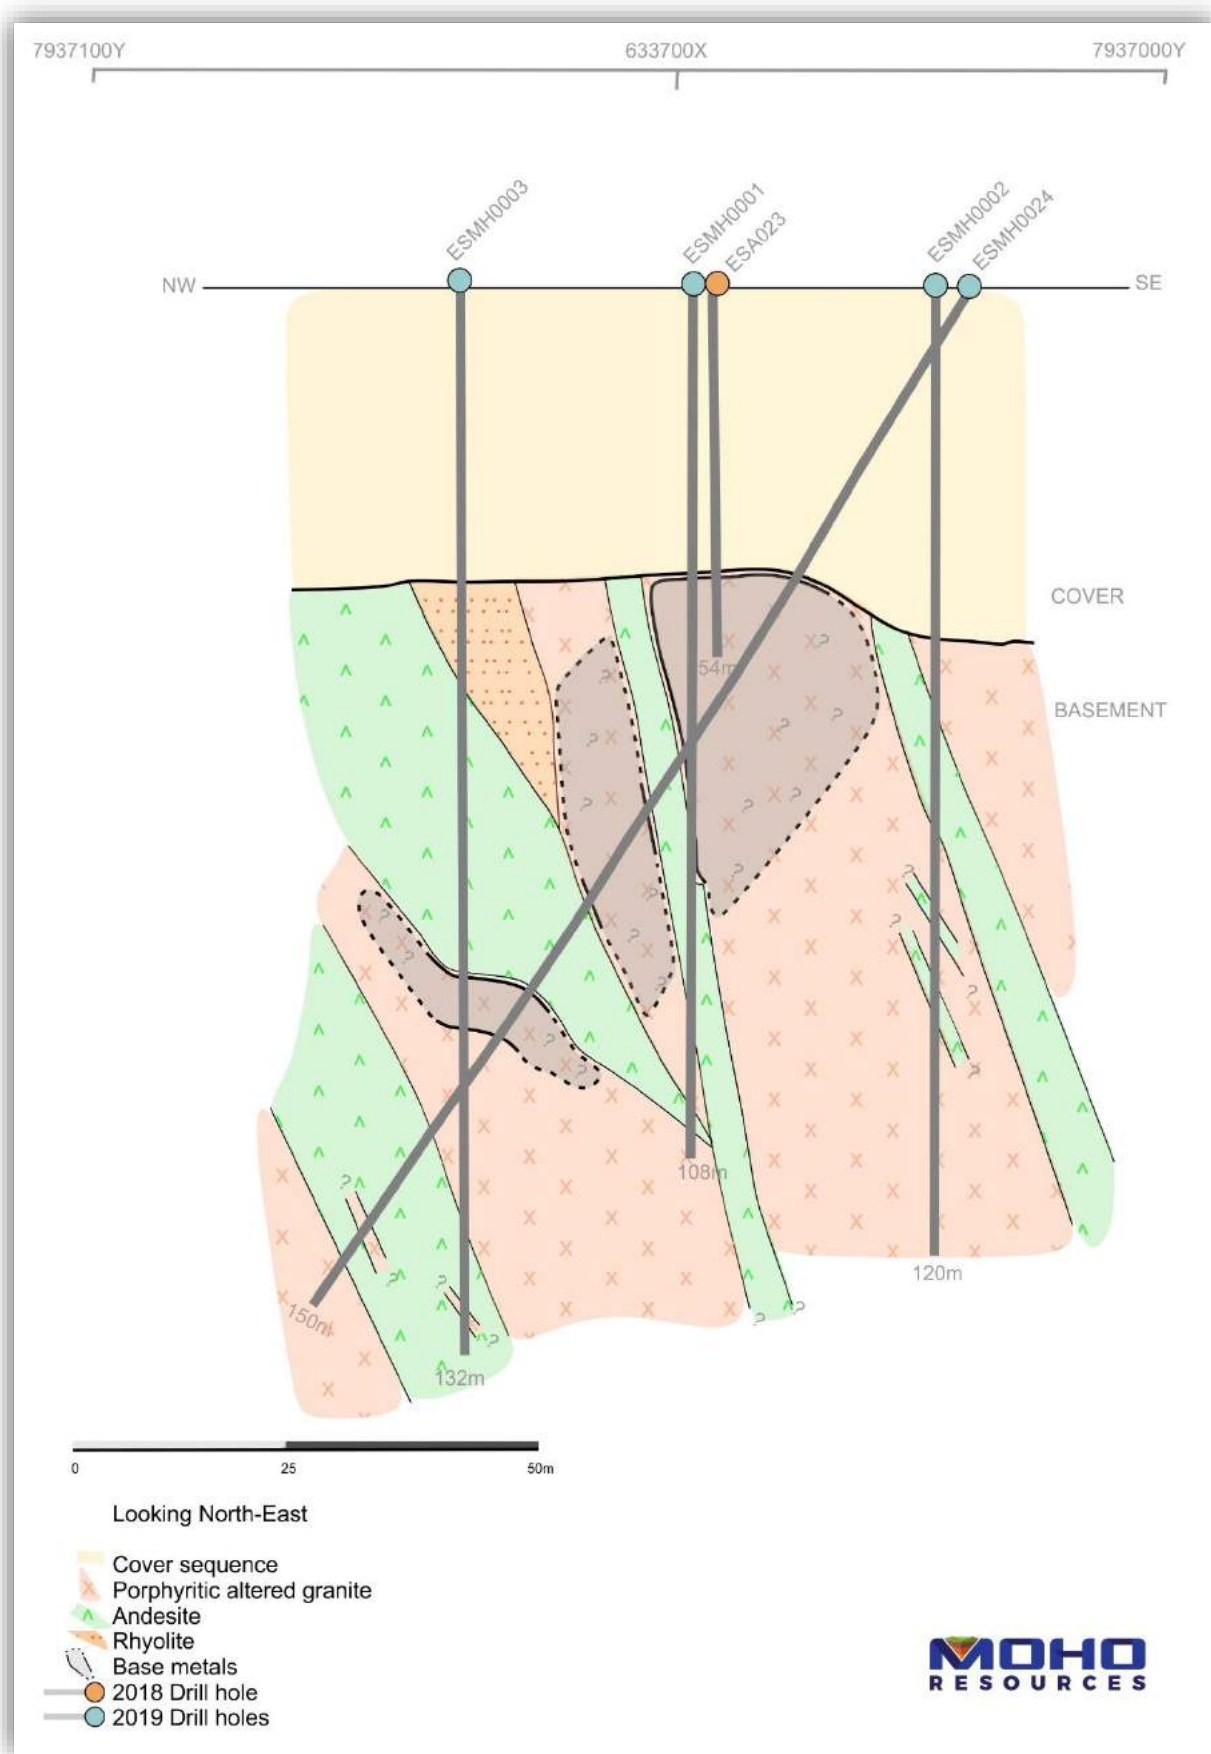 7937100Y 633700X 7937000Y
ESMH0003
ESMH0001
ESA023
ESMH0002
ESMH0024
NW
SE
COVER
54m
BASEMENT
108m
120m
150m
132m
0 25 50m
Looking North-East
Cover sequence
Porphyritic altered granite
Andesite
Rhyolite
Base metals
2018 Drill hole
2019 Drill holes
MOHO
RESOURCES